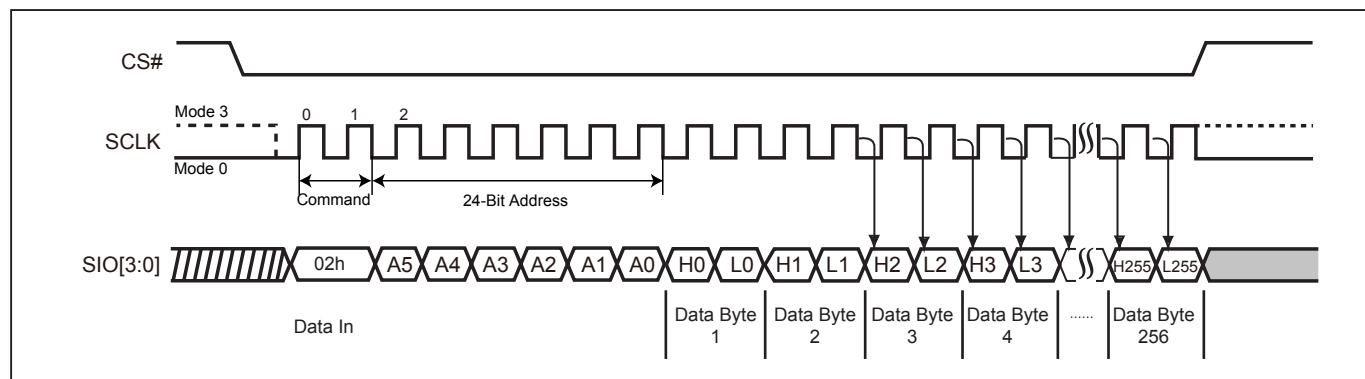 CS#
Mode 3
0 1 2
SCLK
Mode 0
Command 24-Bit Address
SIO[3:0] 02h A5 A4 A3 A2 A1 A0 H0 L0 H1 L1 H2 L2 H3 L3 H255 L255
Data In
Data Byte 1
Data Byte 2
Data Byte 3
Data Byte 4
......
Data Byte 256